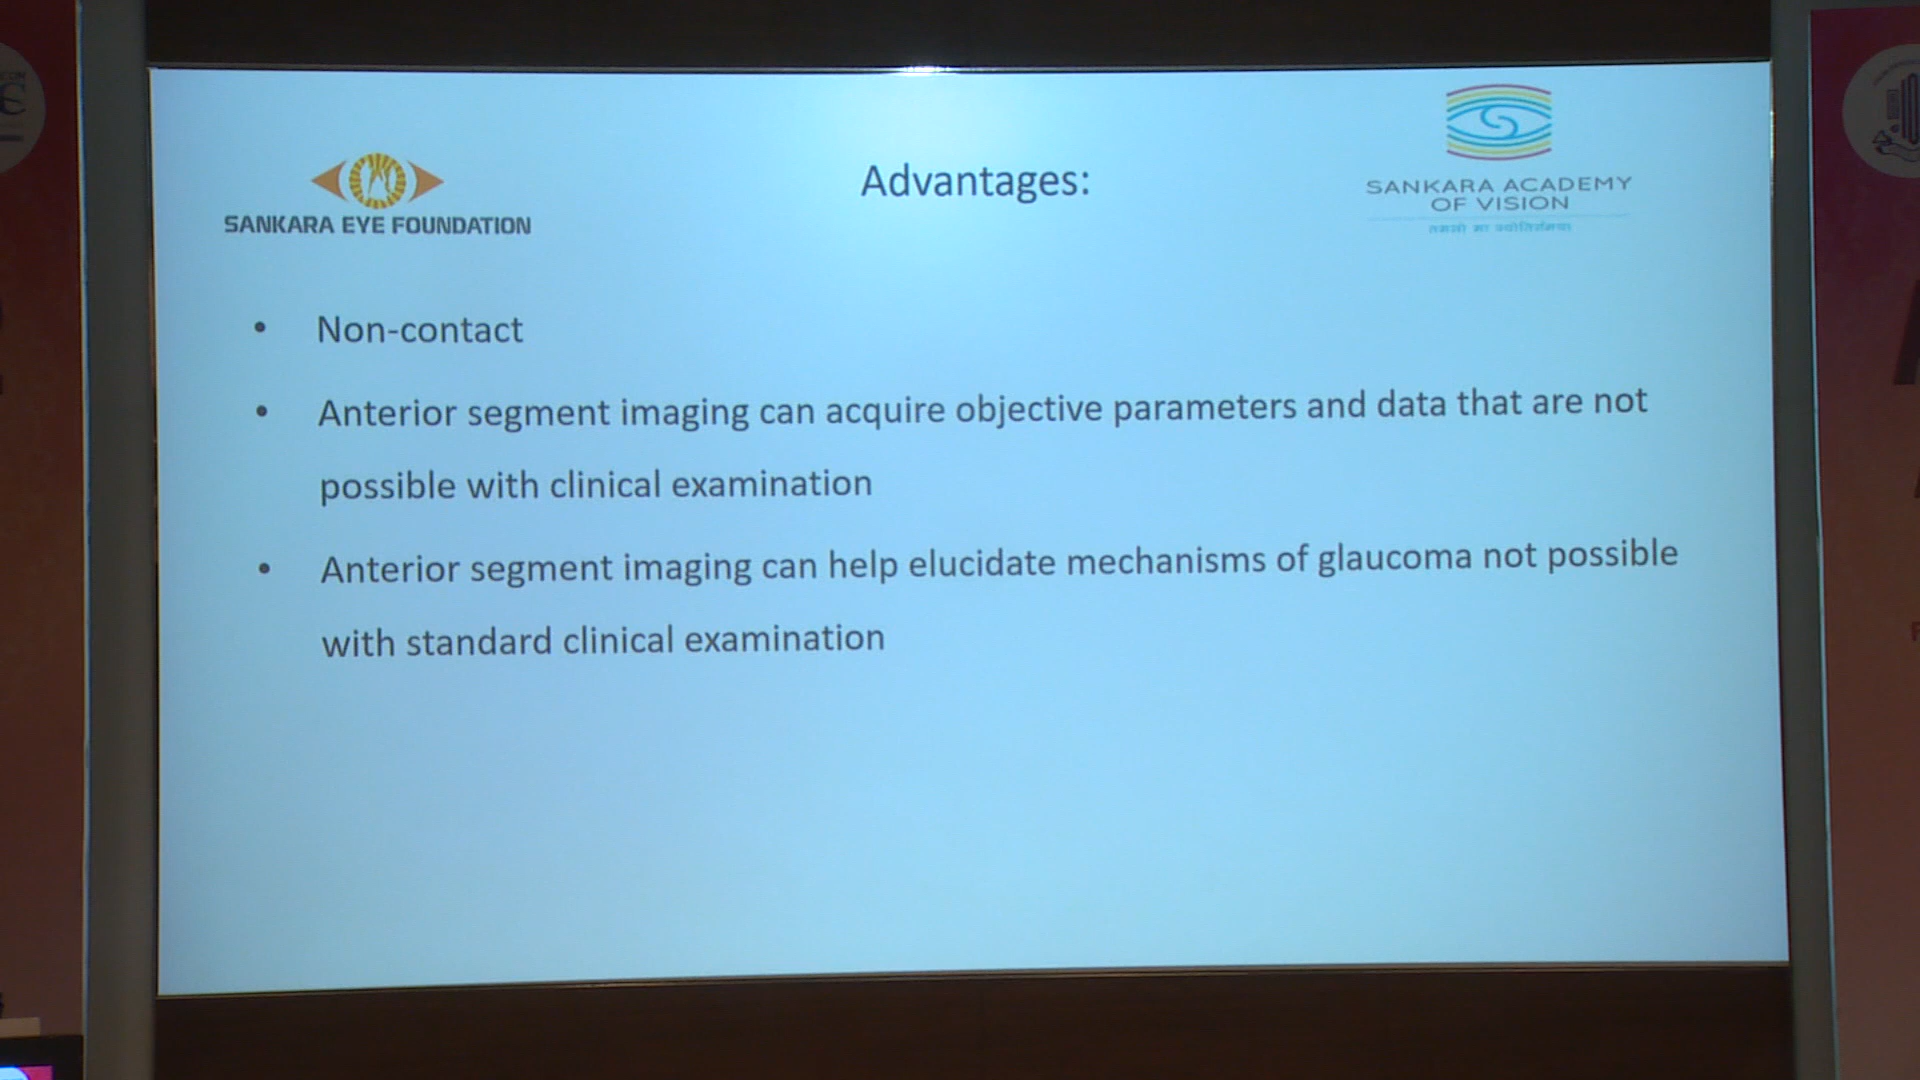 SANKARA EYE FOUNDATION
Advantages:
SANKARA ACADEMY
OF VISION
• Non-contact
• Anterior segment imaging can acquire objective parameters and data that are not
possible with clinical examination
• Anterior segment imaging can help elucidate mechanisms of glaucoma not possible
with standard clinical examination